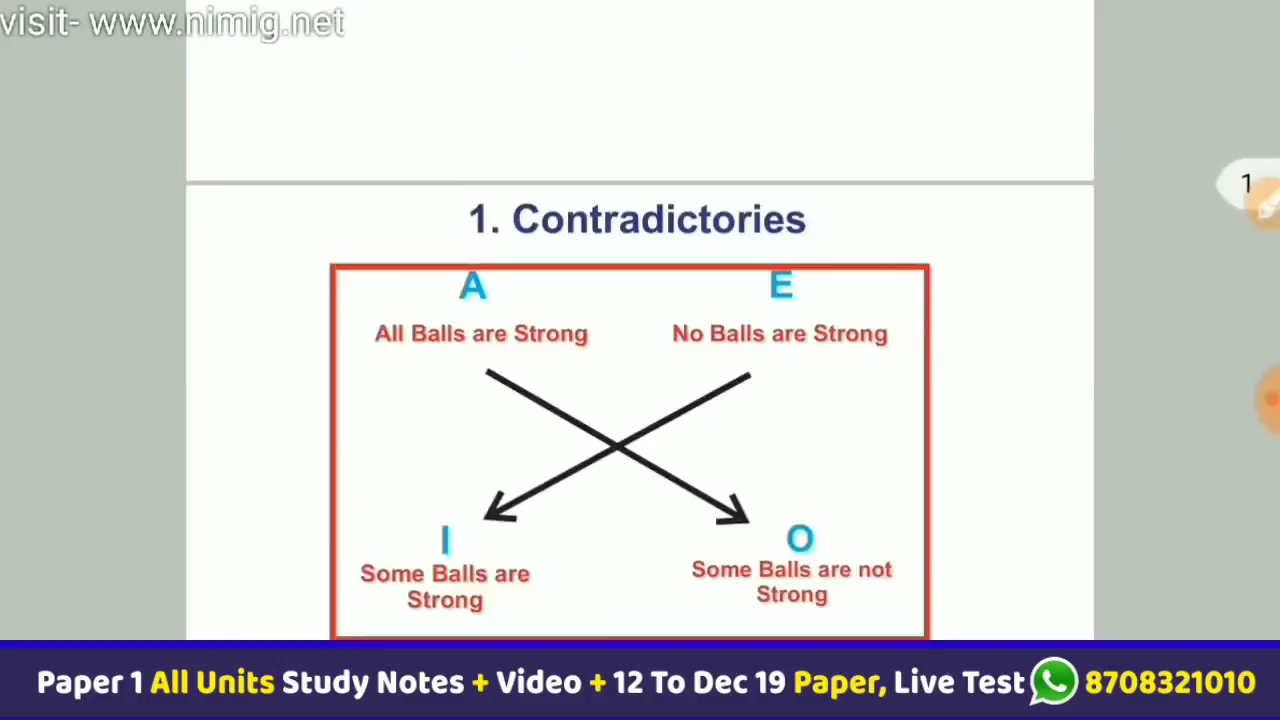 visit- www.nimig.net
1
1. Contradictories
A E
All Balls are Strong No Balls are Strong
I O
Some Balls are Some Balls are not
Strong Strong
Paper 1 All Units Study Notes + Video + 12 To Dec 19 Paper, Live Test 8708321010